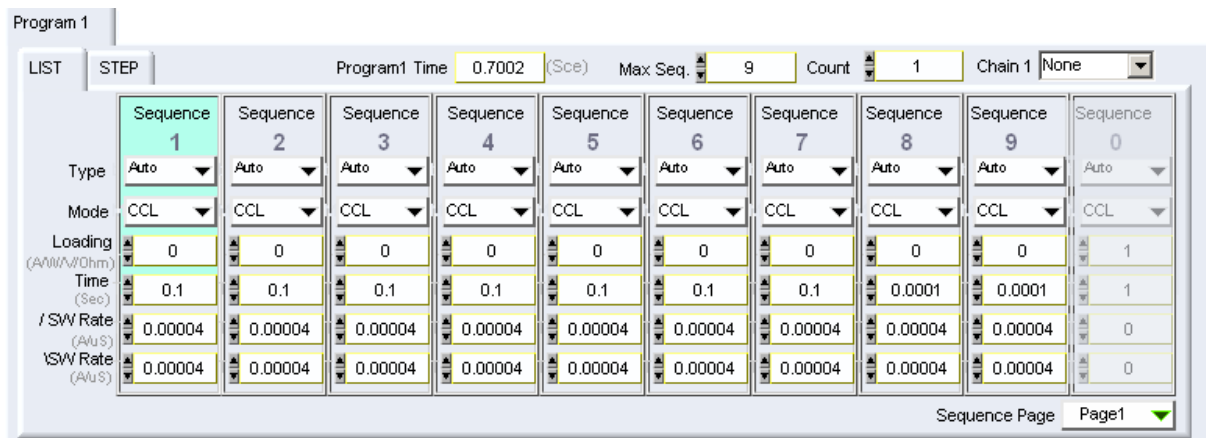 Program 1
LIST STEP Program1 Time 0.7002 (Sce) Max Seq. 9 Count 1 Chain 1 None
Sequence Sequence Sequence Sequence Sequence Sequence Sequence Sequence Sequence Sequence
1 2 3 4 5 6 7 8 9 0
Type Auto Auto Auto Auto Auto Auto Auto Auto Auto Auto
Mode CCL CCL CCL CCL CCL CCL CCL CCL CCL CCL
Loading 0 0 0 0 0 0 0 0 0 1
(A/W/V/Ohm)
Time 0.1 0.1 0.1 0.1 0.1 0.1 0.1 0.0001 0.0001 1
(Sec)
/ SW Rate 0.00004 0.00004 0.00004 0.00004 0.00004 0.00004 0.00004 0.00004 0.00004 0
(A/uS)
\SW Rate 0.00004 0.00004 0.00004 0.00004 0.00004 0.00004 0.00004 0.00004 0.00004 0
(A/uS)
Sequence Page Page1